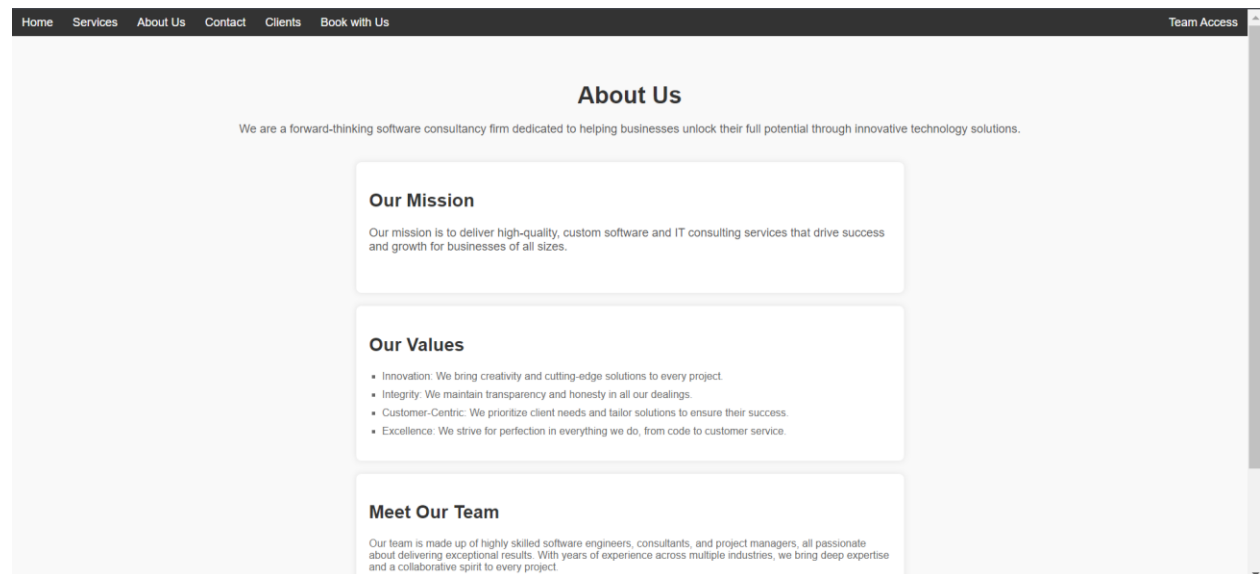 Home Services About Us Contact Clients Book with Us Team Access
About Us
We are a forward-thinking software consultancy firm dedicated to helping businesses unlock their full potential through innovative technology solutions.
Our Mission
Our mission is to deliver high-quality, custom software and IT consulting services that drive success
and growth for businesses of all sizes.
Our Values
Innovation: We bring creativity and cutting-edge solutions to every project.
Integrity: We maintain transparency and honesty in all our dealings.
Customer-Centric: We prioritize client needs and tailor solutions to ensure their success.
Excellence: We strive for perfection in everything we do, from code to customer service.
Meet Our Team
Our team is made up of highly skilled software engineers, consultants, and project managers, all passionate
about delivering exceptional results. With years of experience across multiple industries, we bring deep expertise
and a collaborative spirit to every project.